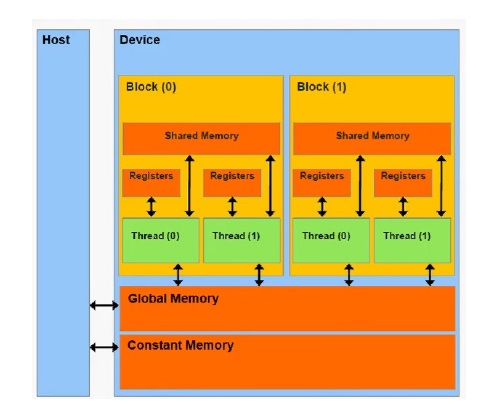 Host
Device
Block (0)
Block (1)
Shared Memory
Shared Memory
Registers
Registers
Registers
Registers
Thread (0)
Thread (1)
Thread (0)
Thread (1)
Global Memory
Constant Memory